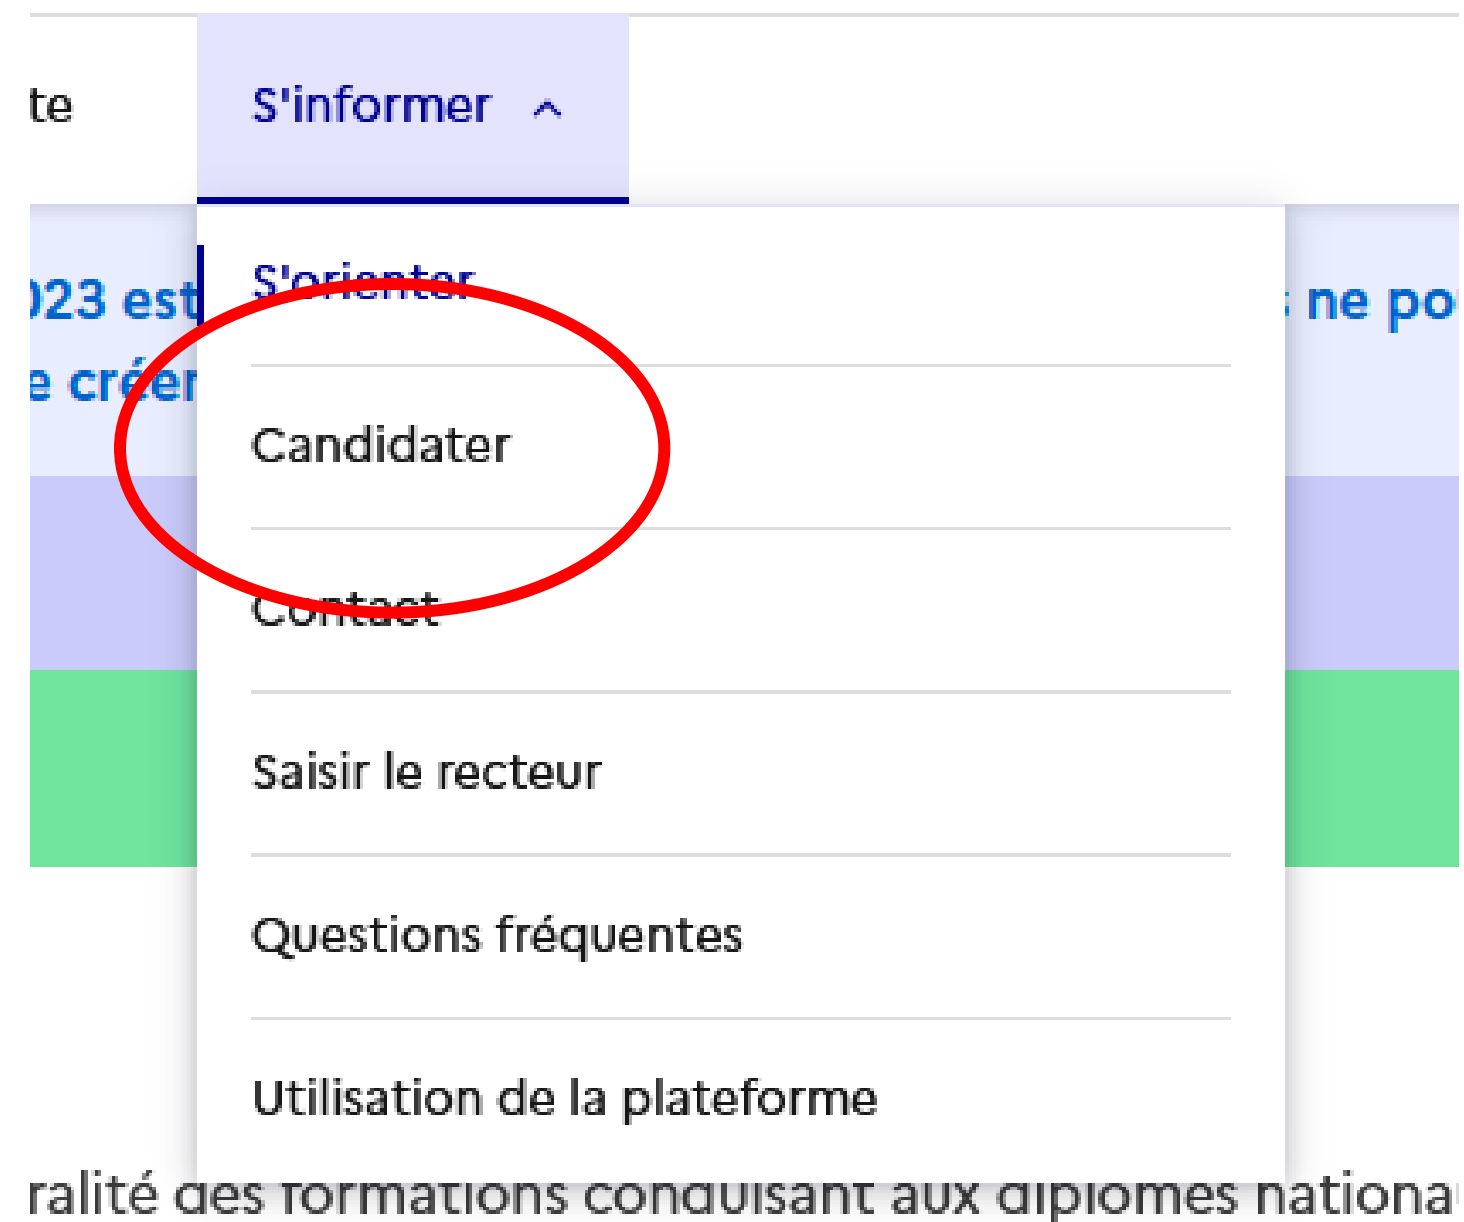 te
S'informer
S'orienter
023 est
s ne po
e créer
Candidater
Contact
Saisir le recteur
Questions fréquentes
Utilisation de la plateforme
ralité des formations conduisant aux diplômes nationa